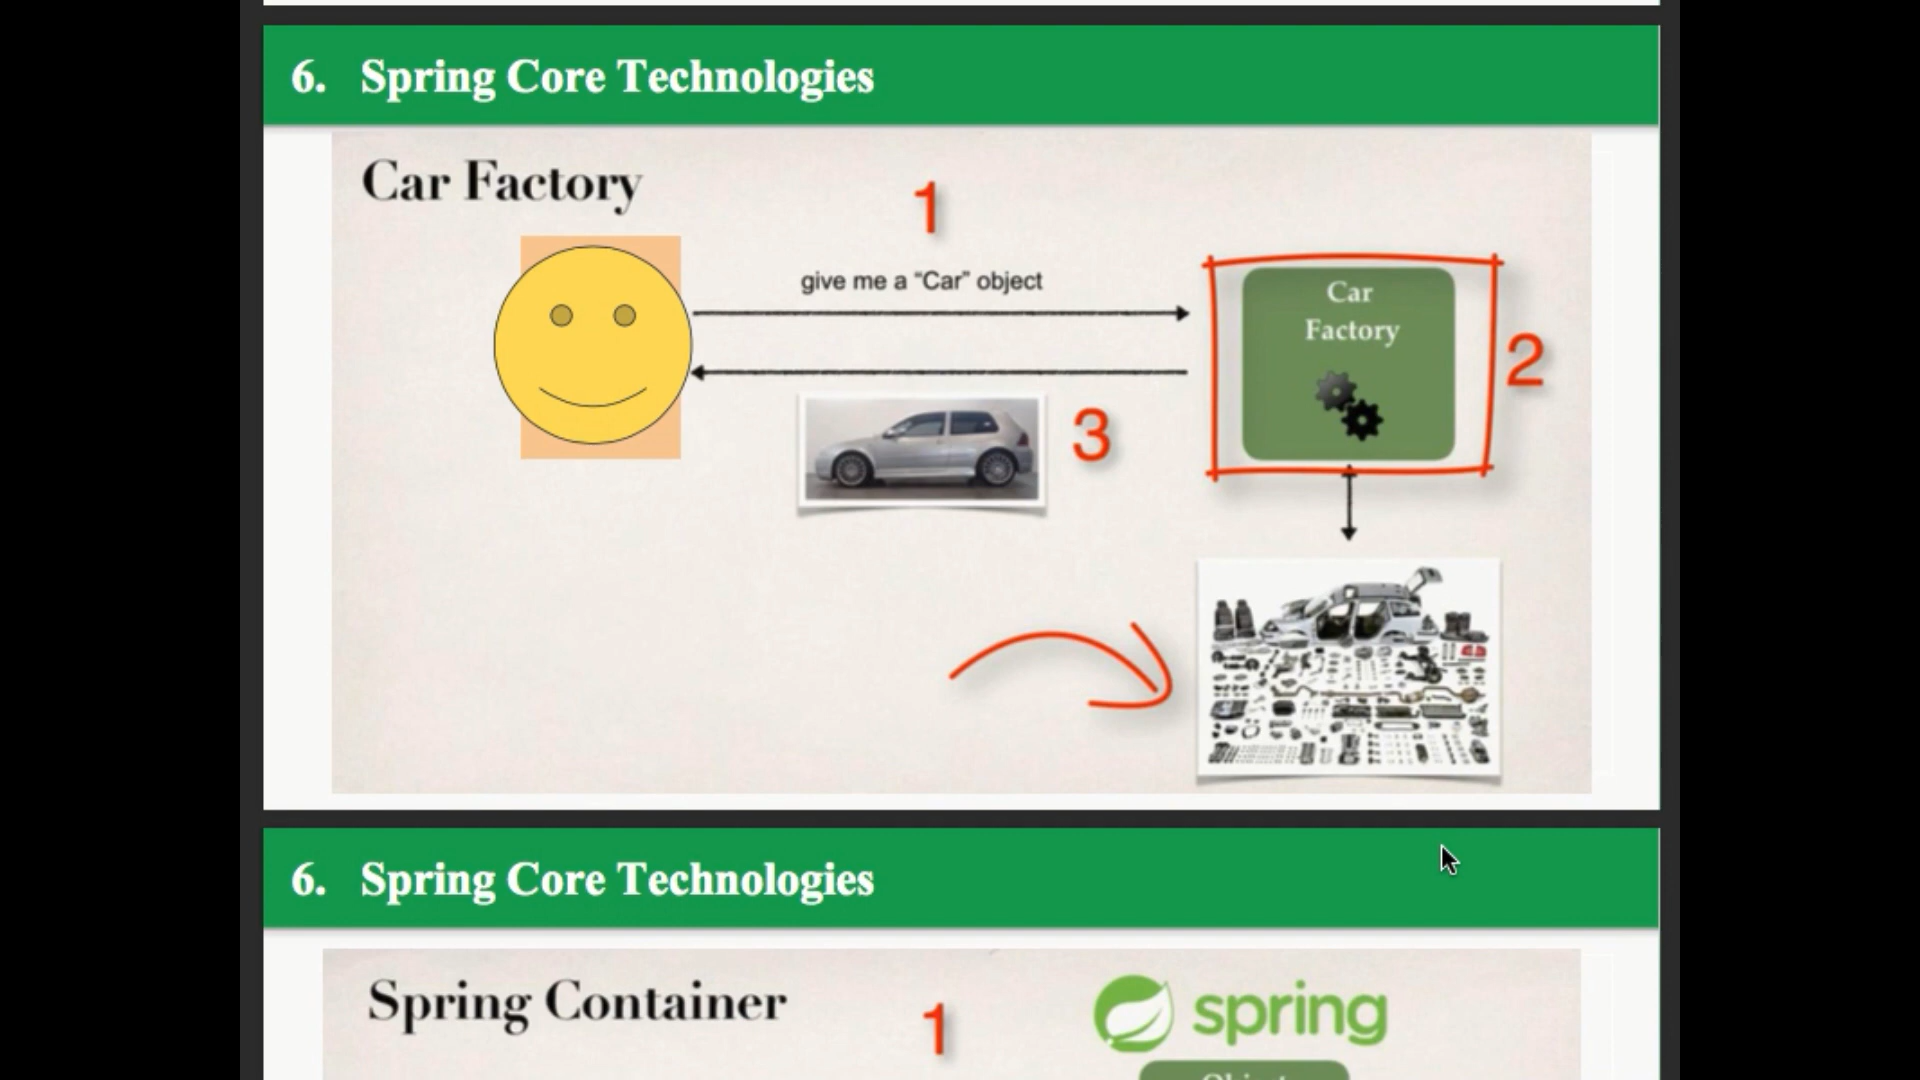 6. Spring Core Technologies
Car Factory
1
give me a “Car” object
Car
Factory
2
3
6. Spring Core Technologies
Spring Container
1
spring